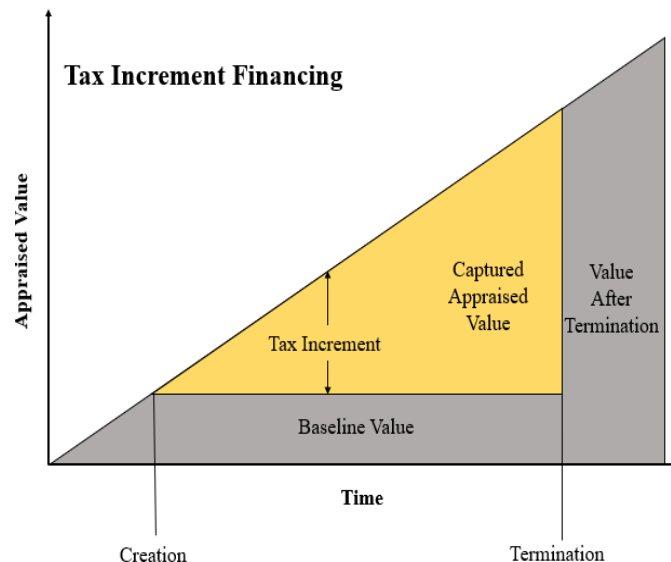 Tax Increment Financing
Appraised Value
Captured
Appraised
Value
Value
After
Termination
Tax Increment
Baseline Value
Time
Creation
Termination